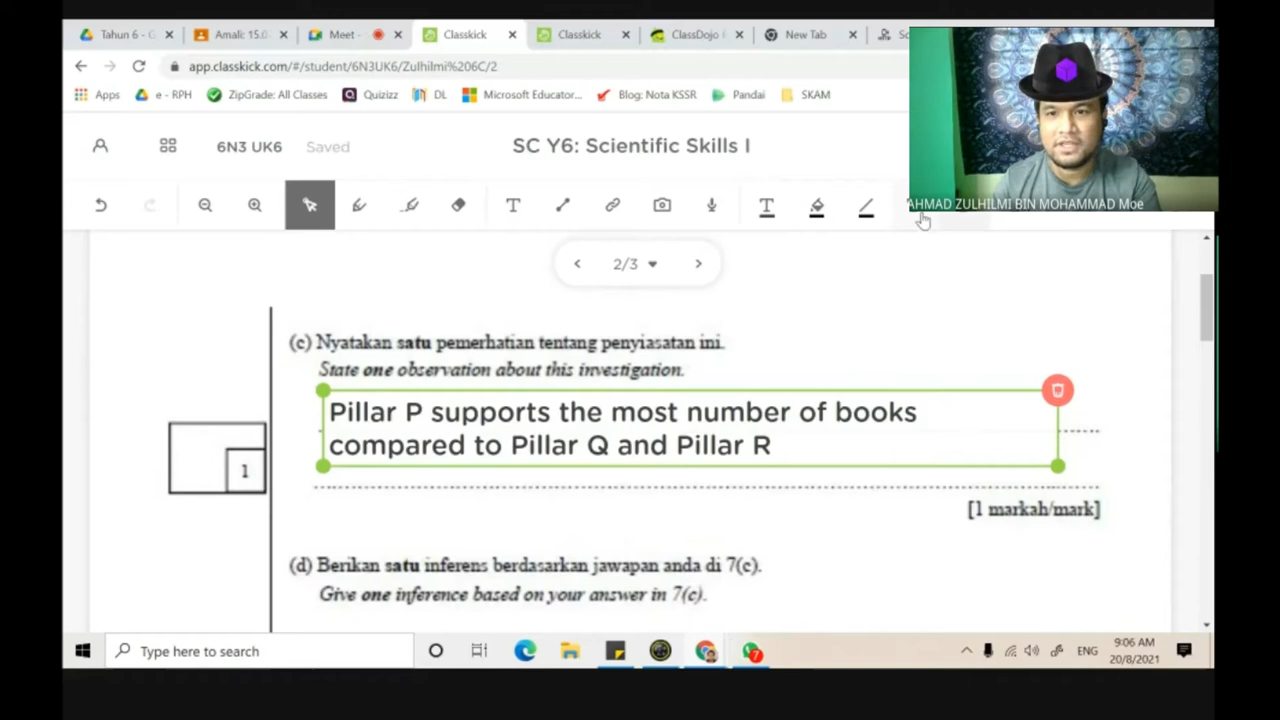 Tahun 6 - G
Amali: 15.0
Meet -
Classkick
Classkick
ClassDojo
New Tab
app.classkick.com/#/student/6N3UK6/Zulhilmi%206C/2
Apps
e - RPH
ZipGrade: All Classes
Quizizz
DL
Microsoft Educator...
Blog: Nota KSSR
Pandai
SKAM
6N3 UK6
Saved
SC Y6: Scientific Skills I
AHMAD ZULHILMI BIN MOHAMMAD Moe
2/3
(c) Nyatakan satu pemerhatian tentang penyiasatan ini.
State one observation about this investigation.
Pillar P supports the most number of books
compared to Pillar Q and Pillar R
1
[1 markah/mark]
(d) Berikan satu inferens berdasarkan jawapan anda di 7(c).
Give one inference based on your answer in 7(c).
Type here to search
7
ENG
9:06 AM
20/8/2021